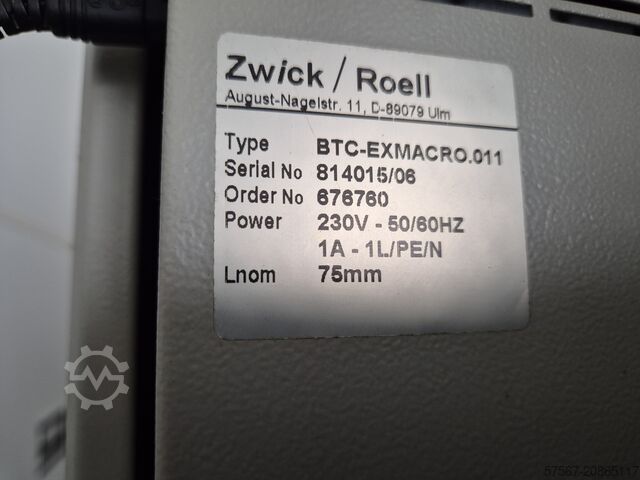 Zwick / Roell
August-Nagelstr. 11, D-89079 Ulm
Type BTC-EXMACRO.011
Serial No 814015/06
Order No 676760
Power 230V - 50/60HZ
1A - 1L/PE/N
Lnom 75mm
57567-20865117